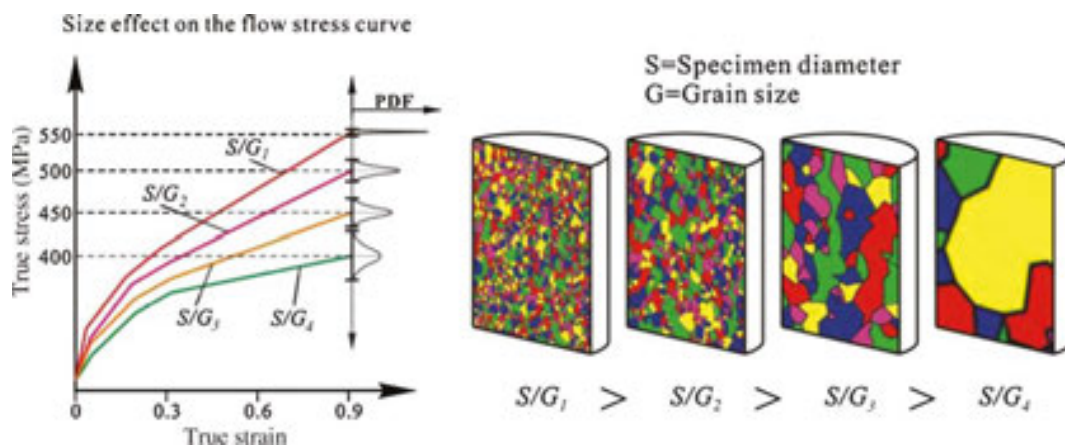 Size effect on the flow stress curve
PDF
True stress (MPa)
550
500
450
400
S/G₁
S/G₂
S/G₃
S/G₄
0
0.3
0.6
0.9
True strain
S=Specimen diameter
G=Grain size
S/G₁ > S/G₂ > S/G₃ > S/G₄